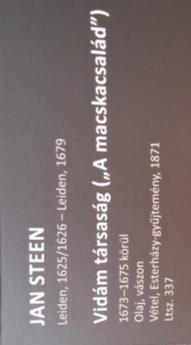 JAN STEEN
Leiden, 1625/1626 – Leiden, 1679
Vidám társaság („A macskacsalád”)
1673–1675 körül
Olaj, vászon
Vétel, Esterházy-gyűjtemény, 1871
Ltsz. 337